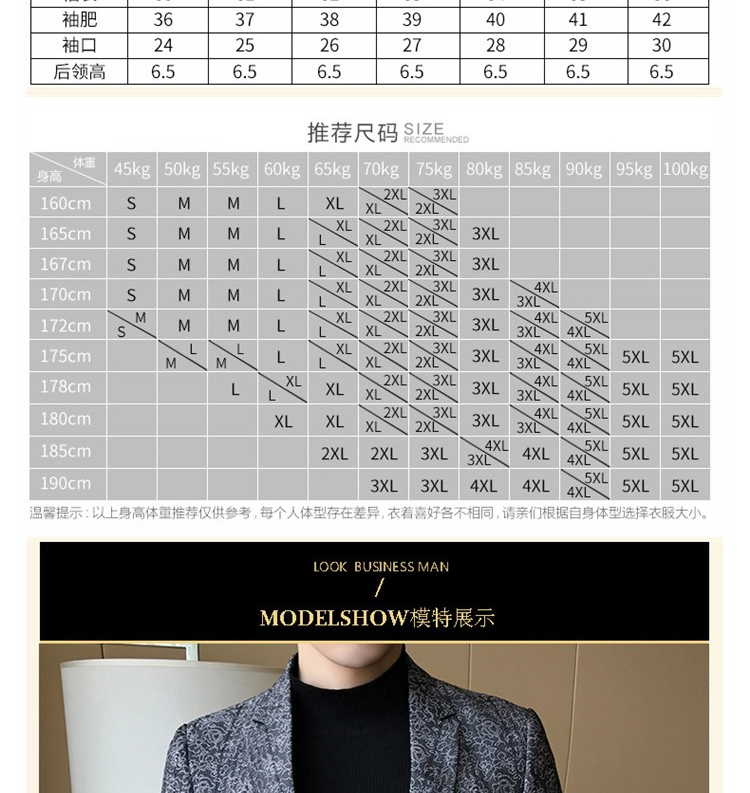 袖肥 36 37 38 39 40 41 42
袖口 24 25 26 27 28 29 30
后领高 6.5 6.5 6.5 6.5 6.5 6.5 6.5
推荐尺码 SIZE
RECOMMENDED
体重
身高 45kg 50kg 55kg 60kg 65kg 70kg 75kg 80kg 85kg 90kg 95kg 100kg
160cm S M M L XL XL 2XL 2XL 3XL
165cm S M M L L XL XL 2XL 2XL 3XL 3XL
167cm S M M L L XL XL 2XL 2XL 3XL 3XL
170cm S M M L L XL XL 2XL 2XL 3XL 3XL 3XL 4XL
172cm S M M M L L XL XL 2XL 2XL 3XL 3XL 3XL 4XL 4XL 5XL
175cm M L M L L L XL XL 2XL 2XL 3XL 3XL 3XL 4XL 4XL 5XL 5XL 5XL
178cm L L XL XL XL 2XL 2XL 3XL 3XL 3XL 4XL 4XL 5XL 5XL 5XL
180cm XL XL XL 2XL 2XL 3XL 3XL 3XL 4XL 4XL 5XL 5XL 5XL
185cm 2XL 2XL 3XL 3XL 4XL 4XL 4XL 5XL 5XL 5XL
190cm 3XL 3XL 4XL 4XL 4XL 5XL 5XL 5XL
温馨提示：以上身高体重推荐仅供参考，每个人体型存在差异，衣着喜好各不相同，请亲们根据自身体型选择衣服大小。
LOOK BUSINESS MAN
/
MODELSHOW模特展示